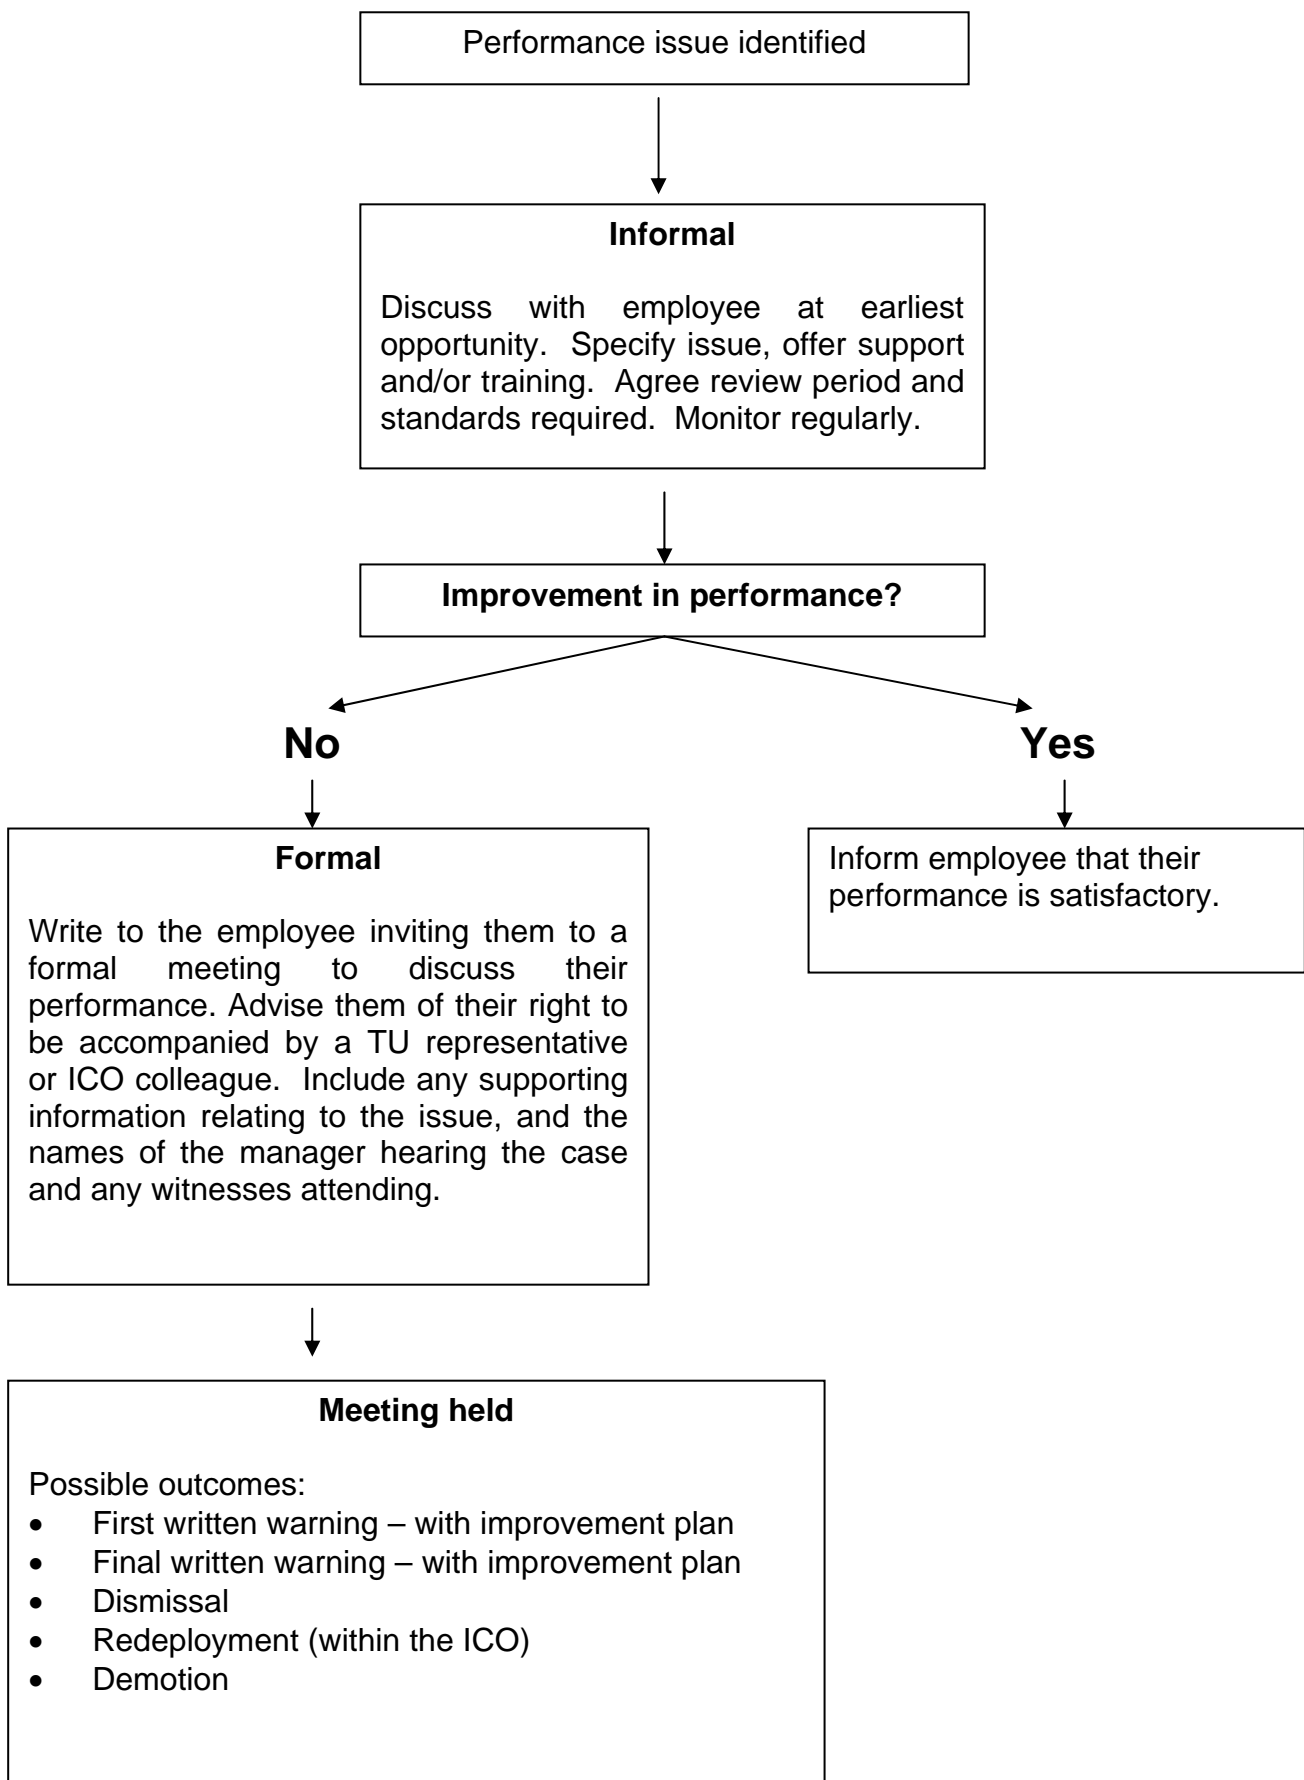 Performance issue identified
Informal
Discuss with employee at earliest
opportunity. Specify issue, offer support
and/or training. Agree review period and
standards required. Monitor regularly.
Improvement in performance?
No
Yes
Formal
Write to the employee inviting them to a
formal meeting to discuss their
performance. Advise them of their right to
be accompanied by a TU representative
or ICO colleague. Include any supporting
information relating to the issue, and the
names of the manager hearing the case
and any witnesses attending.
Inform employee that their
performance is satisfactory.
Meeting held
Possible outcomes:
• First written warning – with improvement plan
• Final written warning – with improvement plan
• Dismissal
• Redeployment (within the ICO)
• Demotion